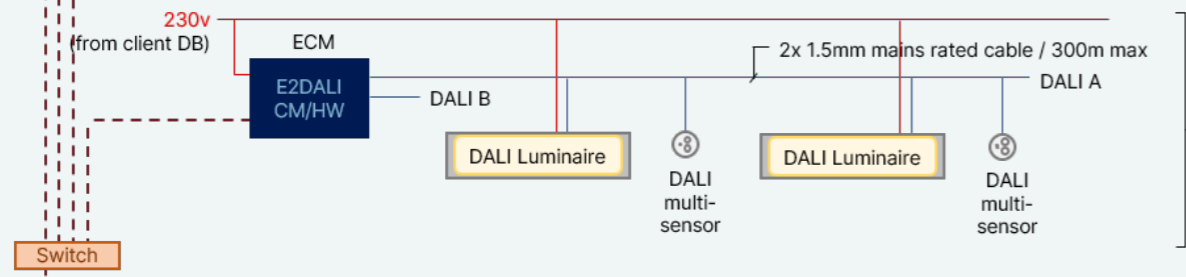 230v
(from client DB)
ECM
E2DALI
CM/HW
2x 1.5mm mains rated cable / 300m max
DALI A
DALI B
DALI Luminaire
DALI
multi-
sensor
DALI Luminaire
DALI
multi-
sensor
Switch